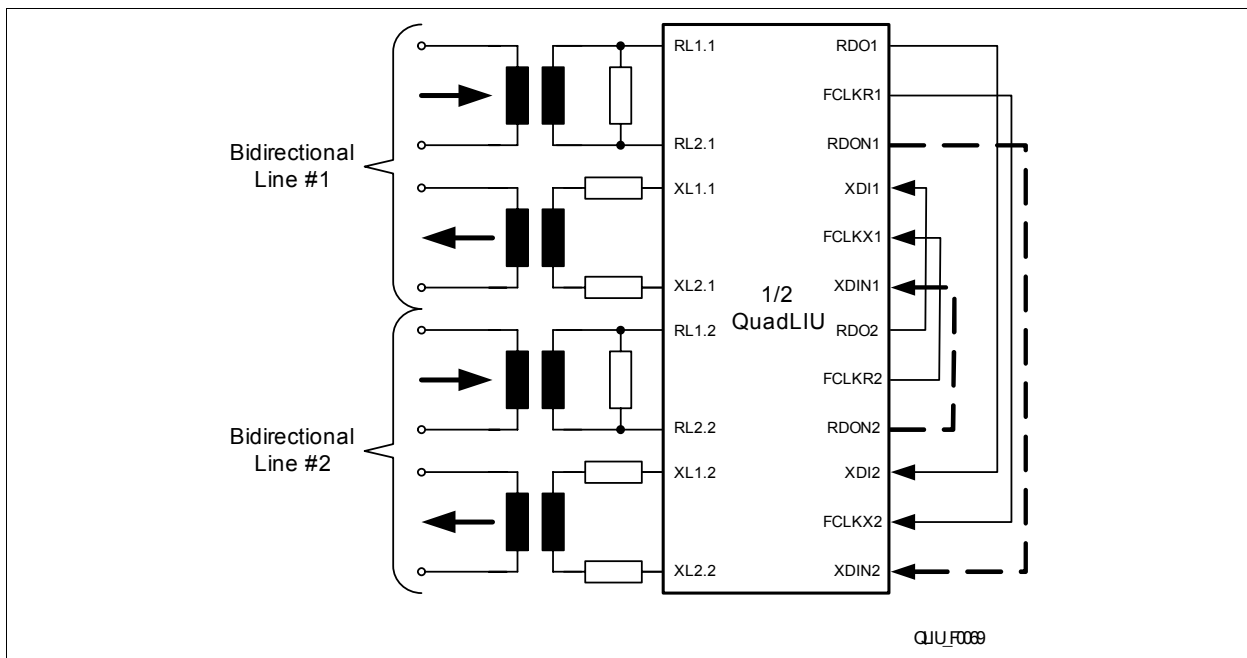 Bidirectional
Line #1
Bidirectional
Line #2
RL1.1
RL2.1
XL1.1
XL2.1
RL1.2
RL2.2
XL1.2
XL2.2
1/2
QuadLIU
RDO1
FCLKR1
RDON1
XDI1
FCLKX1
XDIN1
RDO2
FCLKR2
RDON2
XDI2
FCLKX2
XDIN2
QLIU_F0069